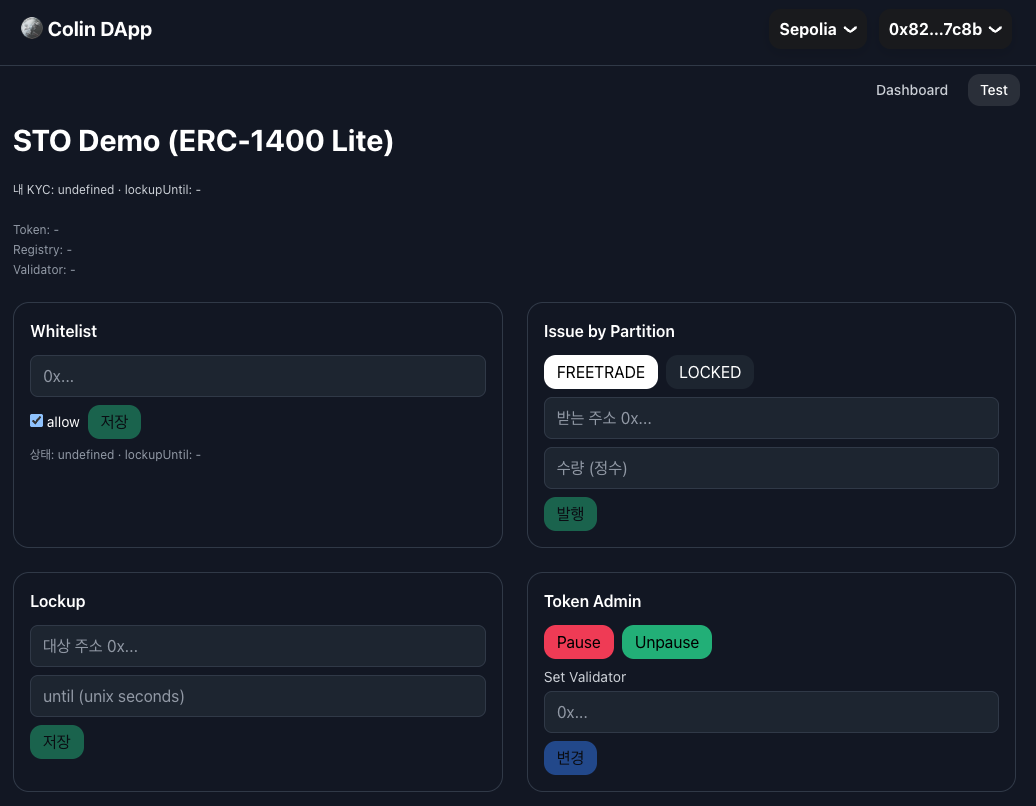 Colin DApp
Sepolia
0x82...7c8b
Dashboard
Test
STO Demo (ERC-1400 Lite)
내 KYC: undefined · lockupUntil: -
Token: -
Registry: -
Validator: -
Whitelist
0x...
allow
저장
상태: undefined · lockupUntil: -
Issue by Partition
FREETRADE
LOCKED
받는 주소 0x...
수량 (정수)
발행
Lockup
대상 주소 0x...
until (unix seconds)
저장
Token Admin
Pause
Unpause
Set Validator
0x...
변경